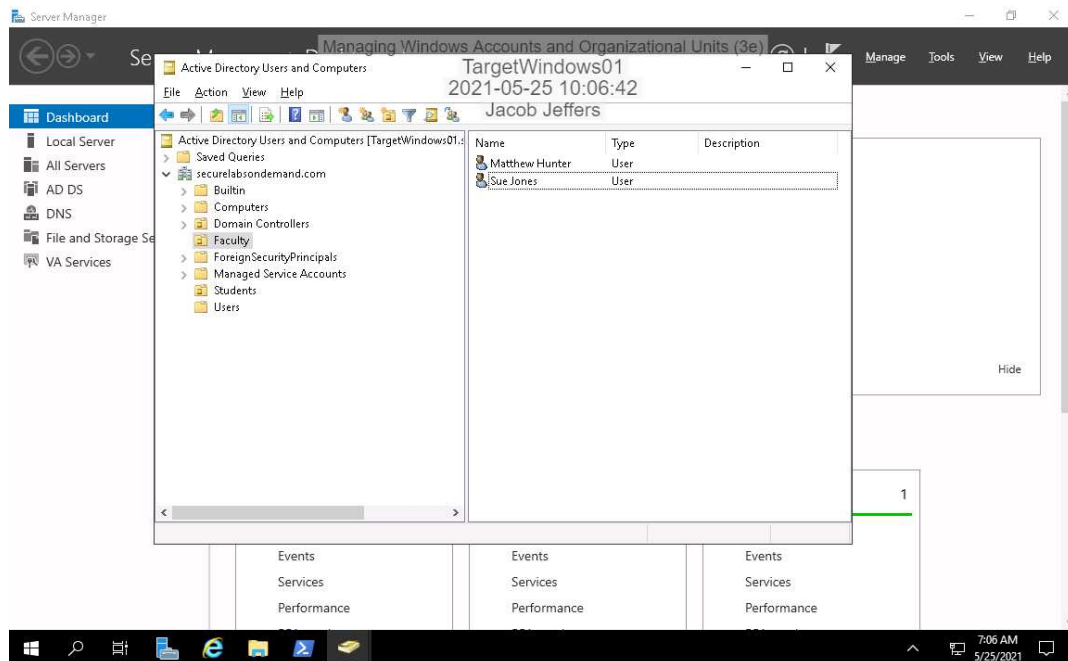 Server Manager
Managing Windows Accounts and Organizational Units (3e)
TargetWindows01
2021-05-25 10:06:42
Jacob Jeffers
Se
Manage Tools View Help
Active Directory Users and Computers
File Action View Help
Dashboard
Local Server
All Servers
AD DS
DNS
File and Storage Se
VA Services
Active Directory Users and Computers [TargetWindows01.s
Saved Queries
securelabsondemand.com
Builtin
Computers
Domain Controllers
Faculty
ForeignSecurityPrincipals
Managed Service Accounts
Students
Users
Name Type Description
Matthew Hunter User
Sue Jones User
Hide
1
Events Events Events
Services Services Services
Performance Performance Performance
7:06 AM
5/25/2021